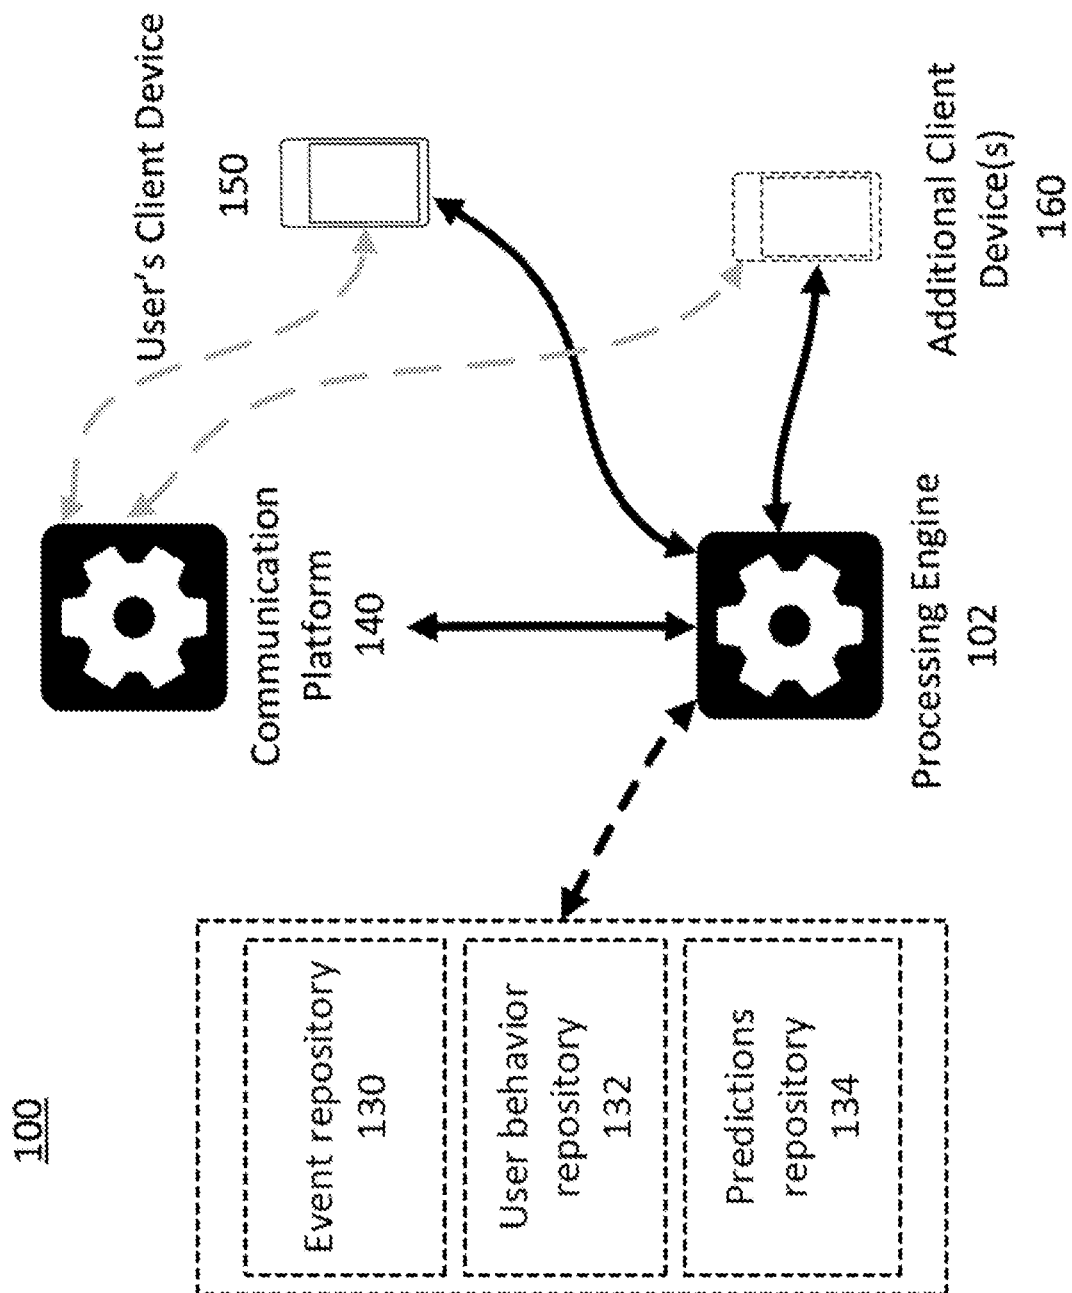 100
Event repository
130
User behavior
repository
132
Predictions
repository
134
Communication
Platform
140
Processing Engine
102
User's Client Device
150
Additional Client
Device(s)
160